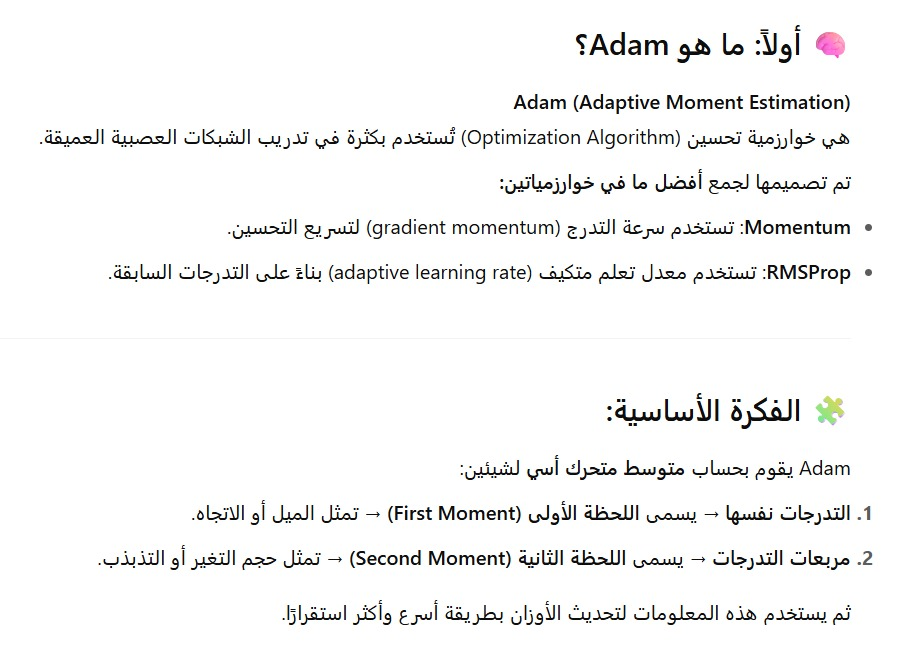 🧠 أولاً: ما هو Adam؟
Adam (Adaptive Moment Estimation)
هي خوارزمية تحسين (Optimization Algorithm) تُستخدم بكثرة في تدريب الشبكات العصبية العميقة.
تم تصميمها لجمع أفضل ما في خوارزمياتين:
• Momentum: تستخدم سرعة التدرج (gradient momentum) لتسريع التحسين.
• RMSProp: تستخدم معدل تعلم متكيف (adaptive learning rate) بناءً على التدرجات السابقة.
🧩 الفكرة الأساسية:
Adam يقوم بحساب متوسط متحرك أسي لشيئين:
1. التدرجات نفسها → يسمى اللحظة الأولى (First Moment) → تمثل الميل أو الاتجاه.
2. مربعات التدرجات → يسمى اللحظة الثانية (Second Moment) → تمثل حجم التغير أو التذبذب.
ثم يستخدم هذه المعلومات لتحديث الأوزان بطريقة أسرع وأكثر استقرارًا.